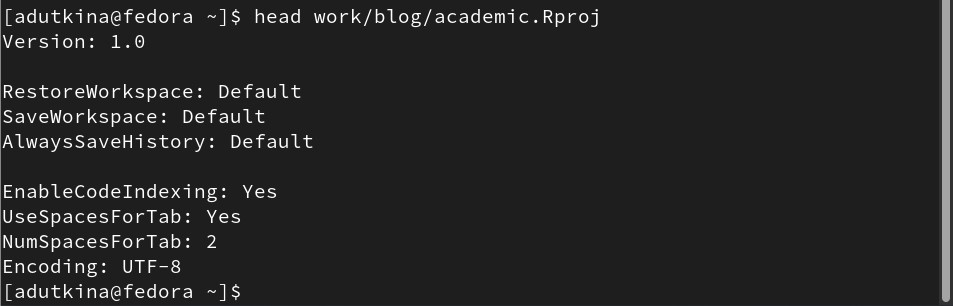 [adutkina@fedora ~]$ head work/blog/academic.Rproj
Version: 1.0

RestoreWorkspace: Default
SaveWorkspace: Default
AlwaysSaveHistory: Default

EnableCodeIndexing: Yes
UseSpacesForTab: Yes
NumSpacesForTab: 2
Encoding: UTF-8
[adutkina@fedora ~]$